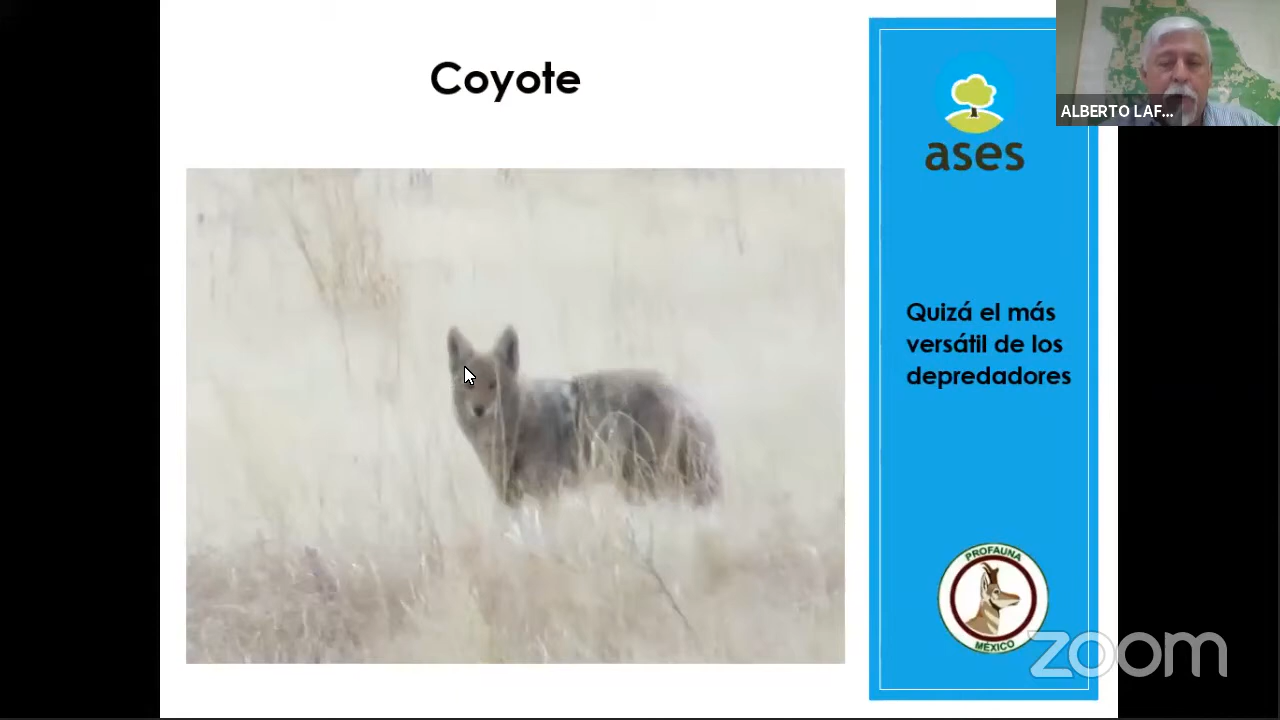 Coyote
ases
ALBERTO LAF...
Quizá el más
versátil de los
depredadores
PROFAUNA
MÉXICO
zoom